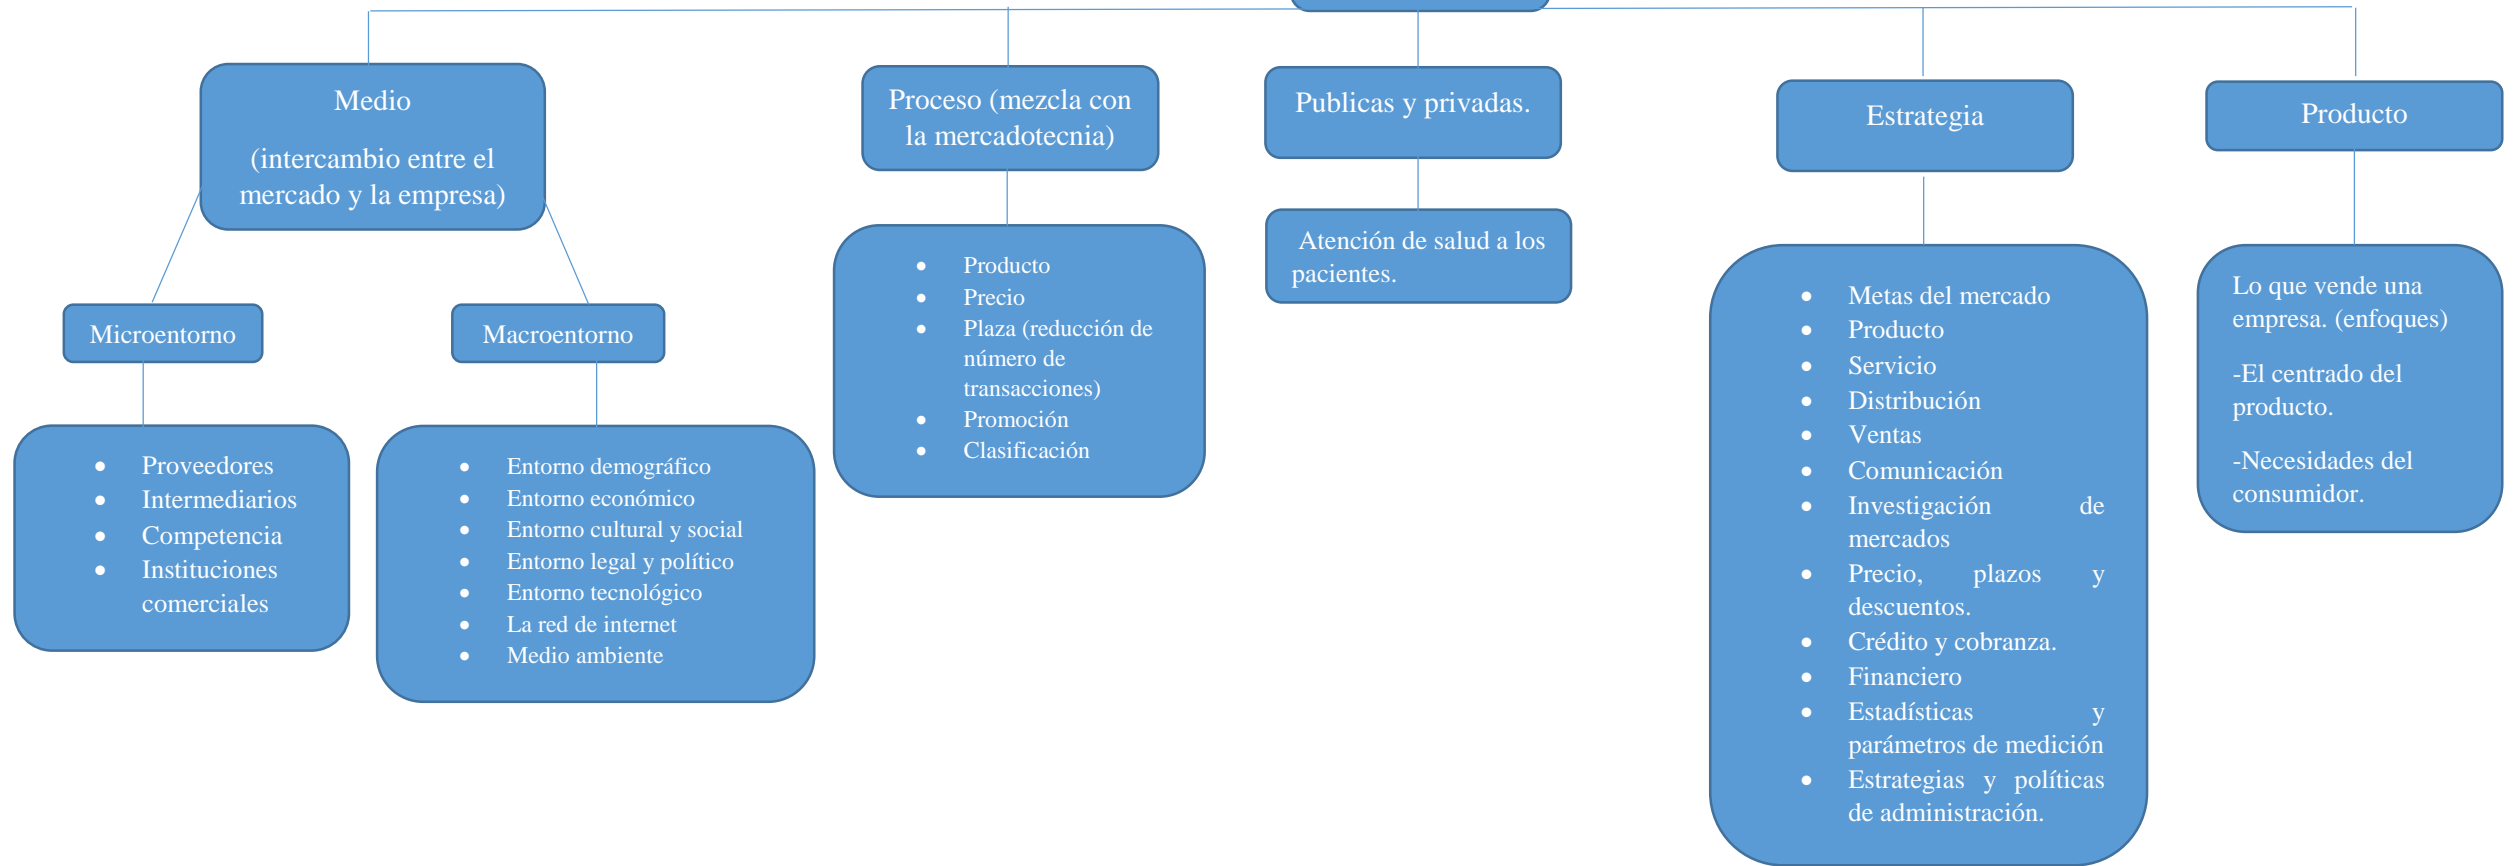 Medio
(intercambio entre el
mercado y la empresa)
Microentorno
• Proveedores
• Intermediarios
• Competencia
• Instituciones
comerciales
Macroentorno
• Entorno demográfico
• Entorno económico
• Entorno cultural y social
• Entorno legal y político
• Entorno tecnológico
• La red de internet
• Medio ambiente
Proceso (mezcla con
la mercadotecnia)
• Producto
• Precio
• Plaza (reducción de
número de
transacciones)
• Promoción
• Clasificación
Publicas y privadas.
Atención de salud a los
pacientes.
Estrategia
• Metas del mercado
• Producto
• Servicio
• Distribución
• Ventas
• Comunicación
• Investigación de
mercados
• Precio, plazos y
descuentos.
• Crédito y cobranza.
• Financiero
• Estadísticas y
parámetros de medición
• Estrategias y políticas
de administración.
Producto
Lo que vende una
empresa. (enfoques)
-El centrado del
producto.
-Necesidades del
consumidor.